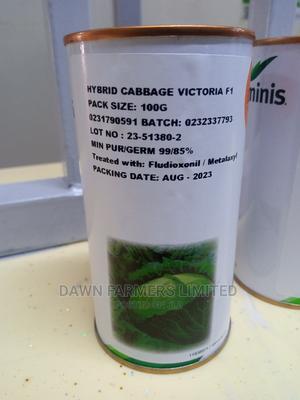 HYBRID CABBAGE VICTORIA F1
PACK SIZE: 100G
0231790591 BATCH: 0232337793
LOT NO : 23-51380-2
MIN PUR/GERM 99/85%
Treated with: Fludioxonil / Metalaxyl
PACKING DATE: AUG - 2023
minis
DAWN FARMERS LIMITED